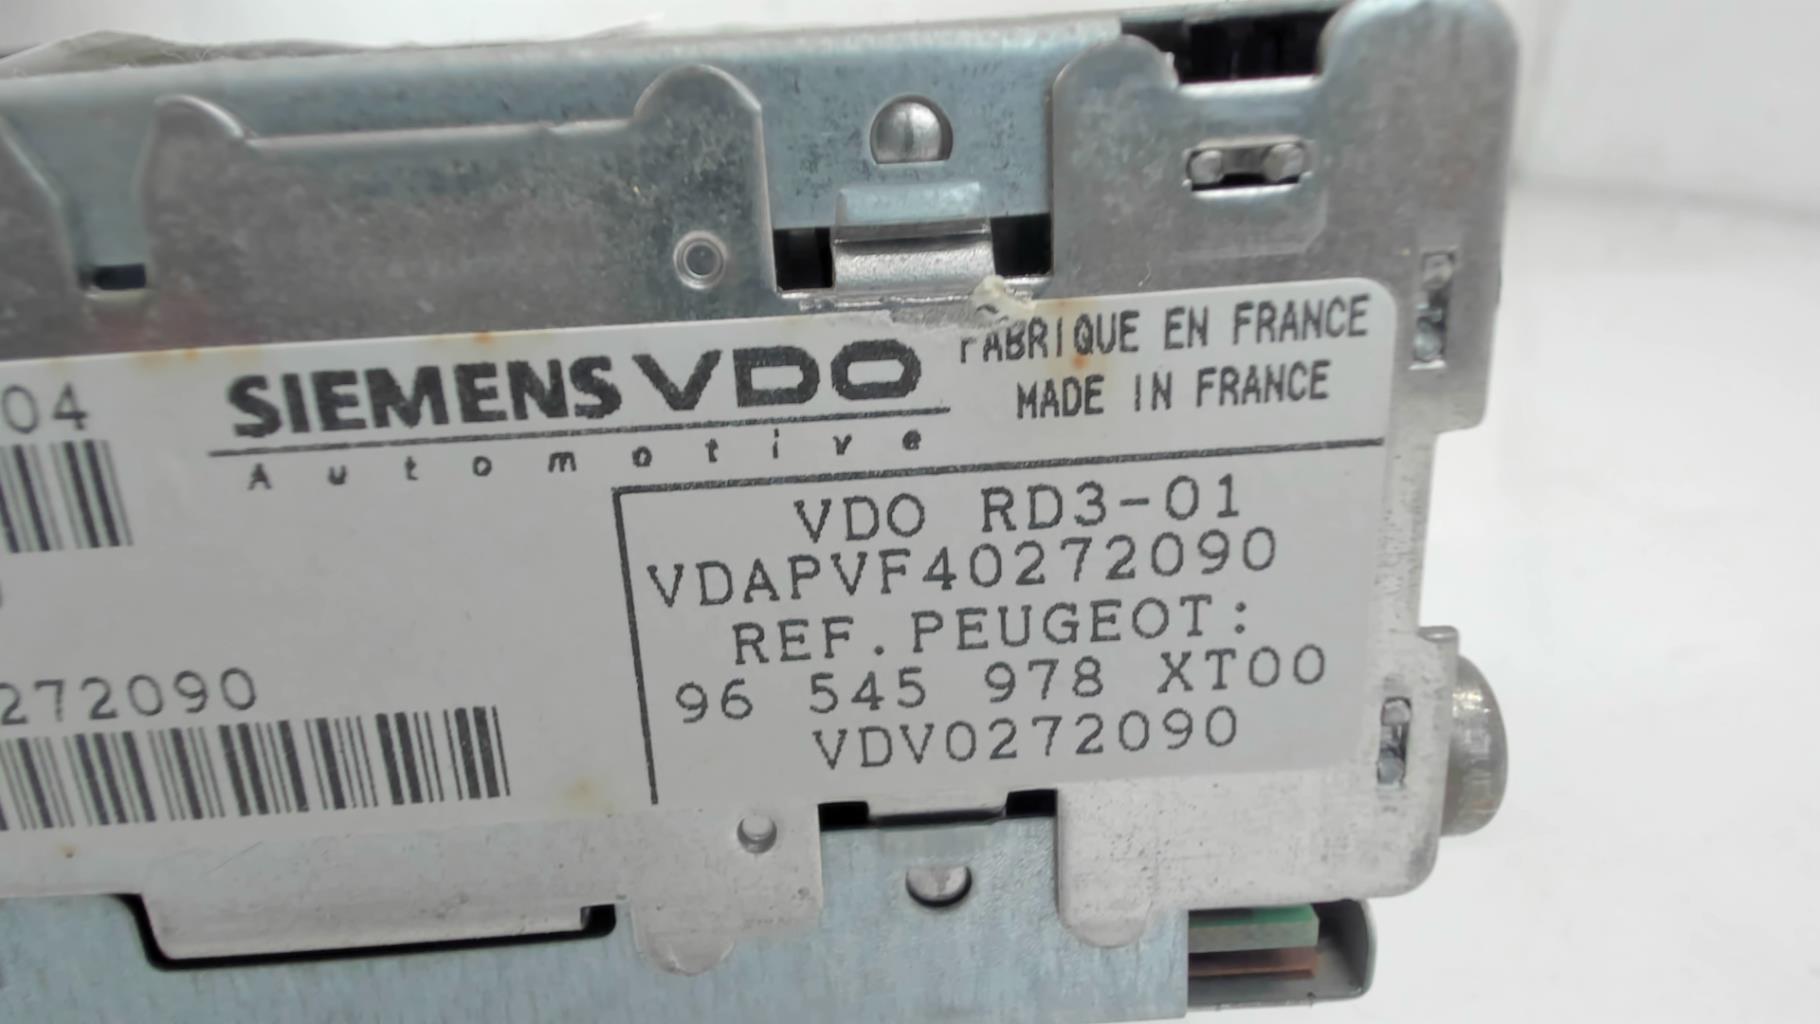 04
SIEMENS VDO
Automotive
FABRIQUE EN FRANCE
MADE IN FRANCE
VDO RD3-01
VDAPVF40272090
REF.PEUGEOT:
96 545 978 XT00
VDV0272090
272090